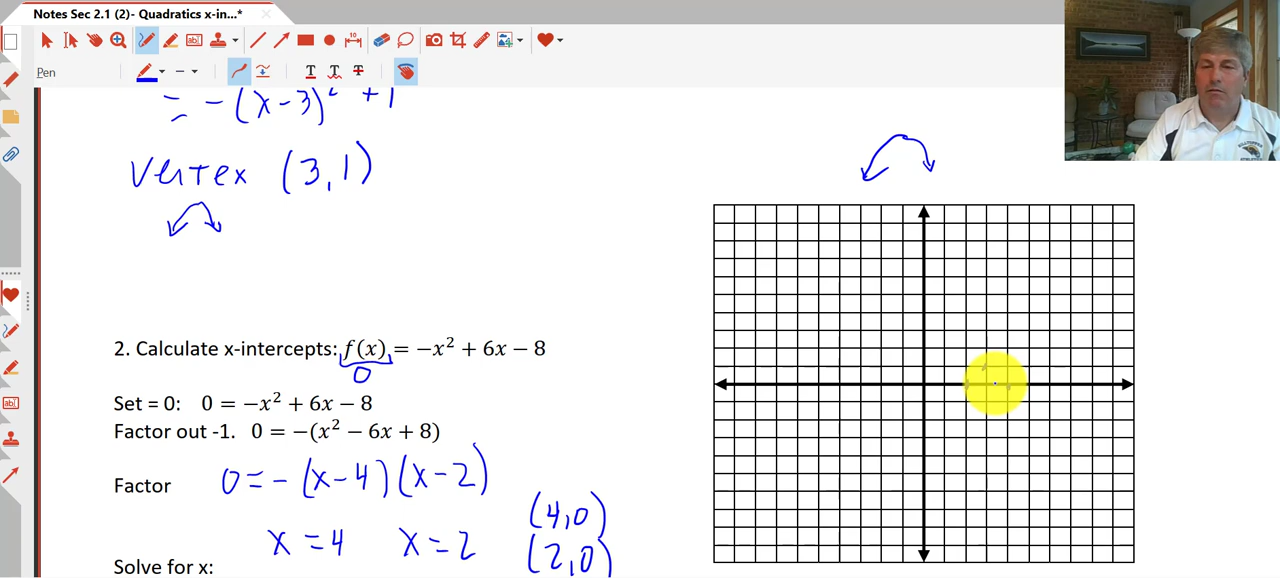 Notes Sec 2.1 (2)- Quadratics x-in...*
Pen
= -(x-3)² +1
Vertex (3,1)
2. Calculate x-intercepts: f(x) = −x² + 6x − 8
0
Set = 0: 0 = −x² + 6x − 8
Factor out -1. 0 = −(x² − 6x + 8)
Factor 0 = -(x-4)(x-2)
(4,0)
x = 4 x = 2 (2,0)
Solve for x: